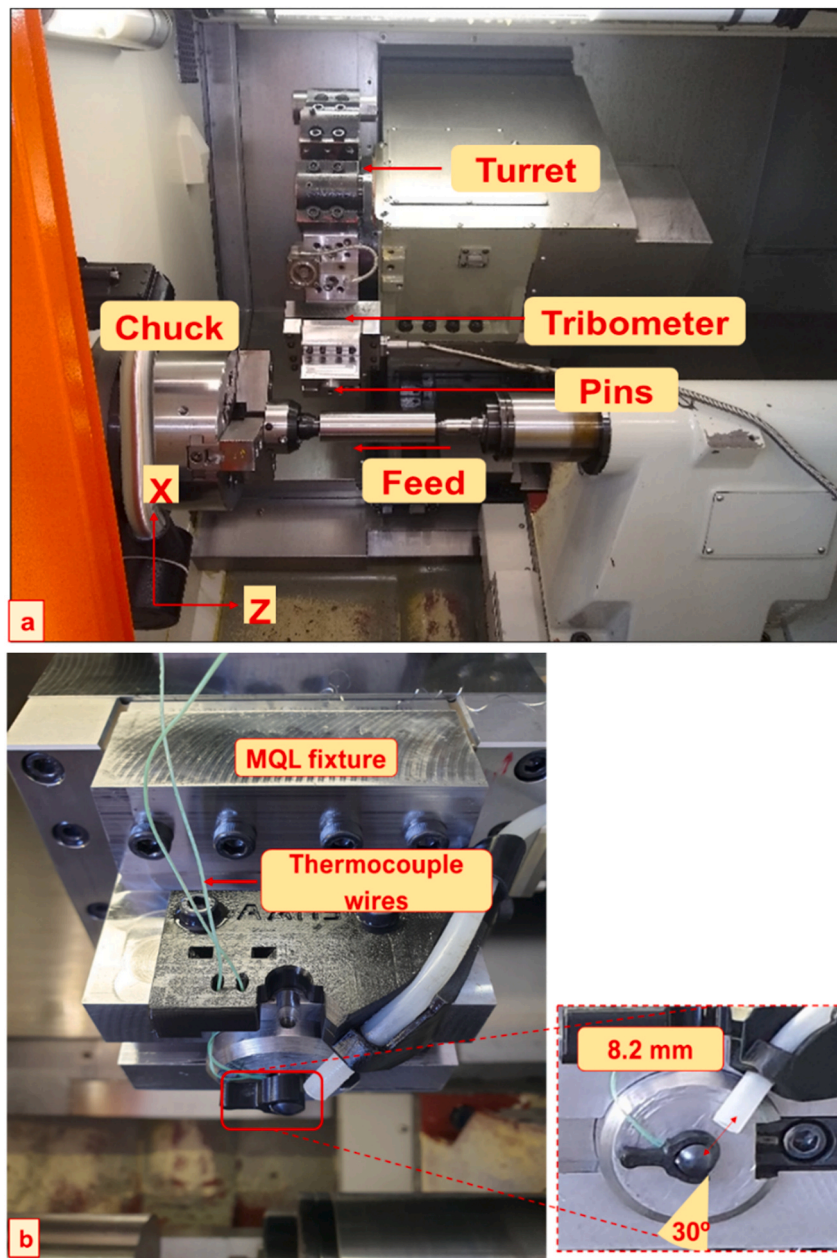 Turret
Chuck
Tribometer
Pins
Feed
X
Z
a
MQL fixture
Thermocouple
wires
8.2 mm
30º
b